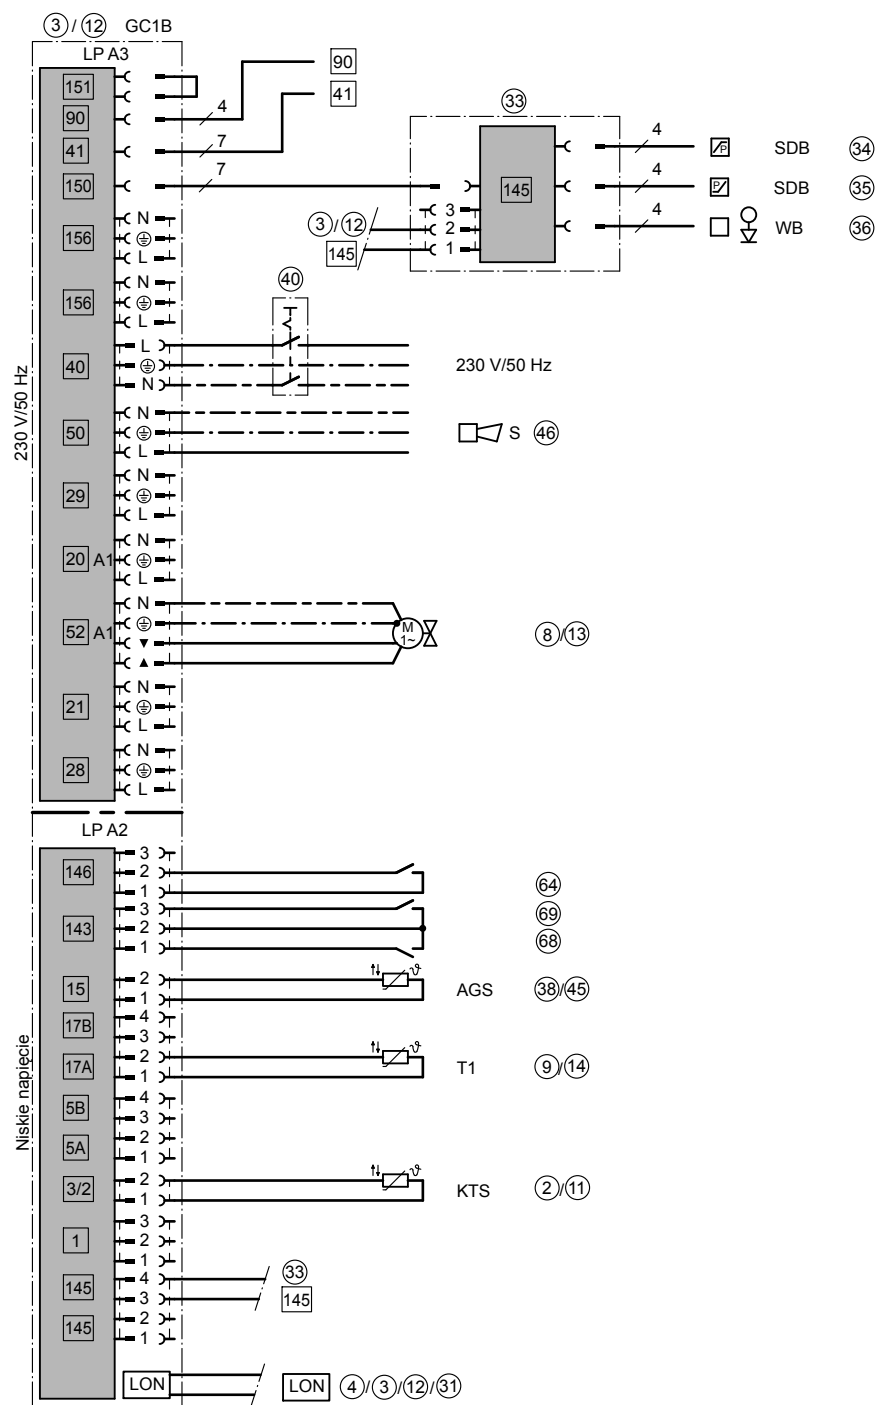 3 / 12 GC1B
LP A3
151
90
90
4
41
41
7
150
7
33
145
4
SDB 34
P
4
SDB 35
P
4
WB 36
3
2
1
3/12
145
230 V/50 Hz
156
N
L
156
N
L
40
40
L
N
230 V/50 Hz
50
N
L
S 46
29
N
L
20 A1
N
L
52 A1
N
M
1~
8/13
21
N
L
28
N
L
LP A2
Niskie napięcie
146
3
2
1
64
143
3
2
1
69
68
15
2
1
ϑ
AGS 38/45
17B
4
3
17A
2
1
ϑ
T1 9/14
5B
4
3
5A
2
1
3/2
2
1
ϑ
KTS 2/11
1
3
2
1
145
4
3
33
145
145
2
1
LON
LON 4/3/12/31